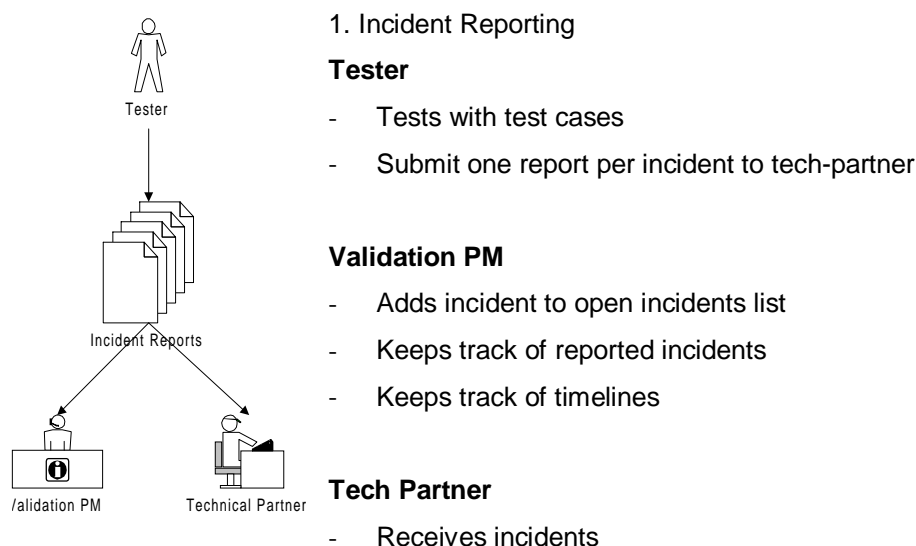 1. Incident Reporting
Tester
- Tests with test cases
- Submit one report per incident to tech-partner
Validation PM
- Adds incident to open incidents list
- Keeps track of reported incidents
- Keeps track of timelines
Tech Partner
- Receives incidents
Tester
Incident Reports
/alidation PM
Technical Partner